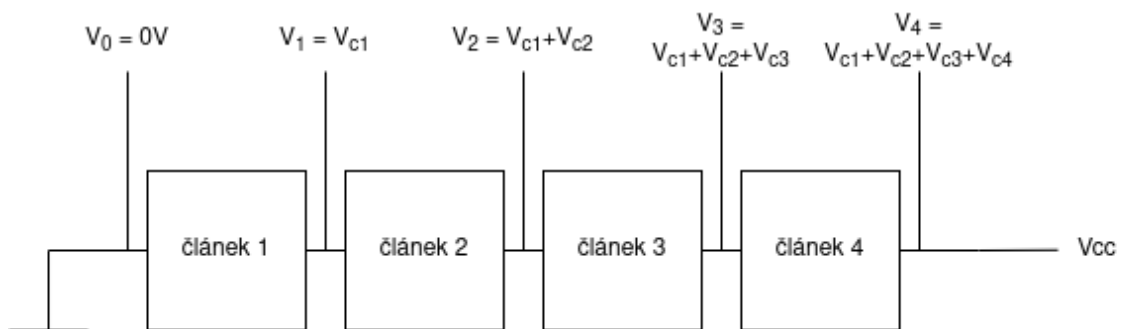 V0 = 0V
V1 = Vc1
V2 = Vc1+Vc2
V3 =
Vc1+Vc2+Vc3
V4 =
Vc1+Vc2+Vc3+Vc4
článek 1
článek 2
článek 3
článek 4
Vcc